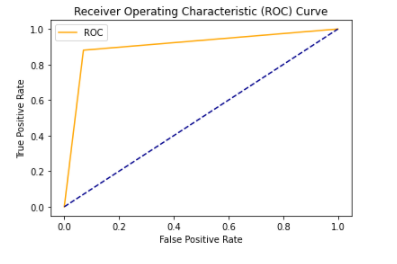 Receiver Operating Characteristic (ROC) Curve
ROC
1.0
0.8
0.6
0.4
0.2
0.0
True Positive Rate
0.0 0.2 0.4 0.6 0.8 1.0
False Positive Rate